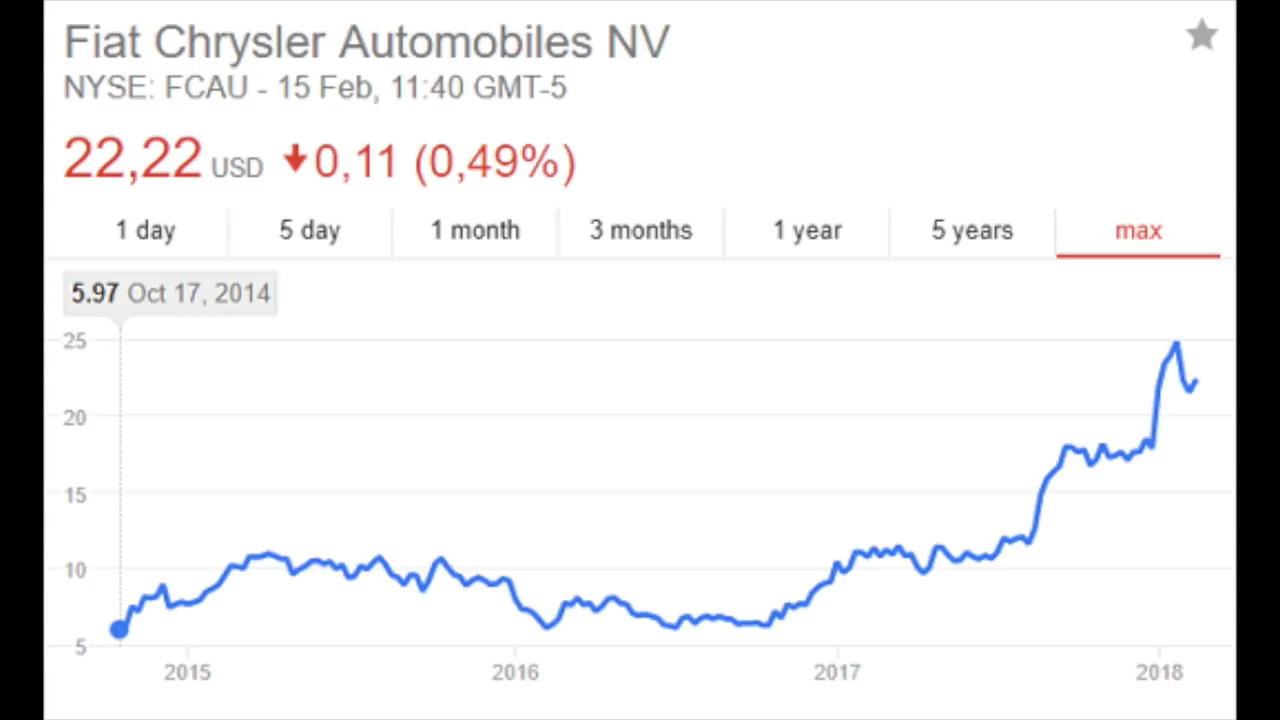 Fiat Chrysler Automobiles NV
NYSE: FCAU - 15 Feb, 11:40 GMT-5
22,22 USD 0,11 (0,49%)
1 day 5 day 1 month 3 months 1 year 5 years max
5.97 Oct 17, 2014
25
20
15
10
5
2015 2016 2017 2018